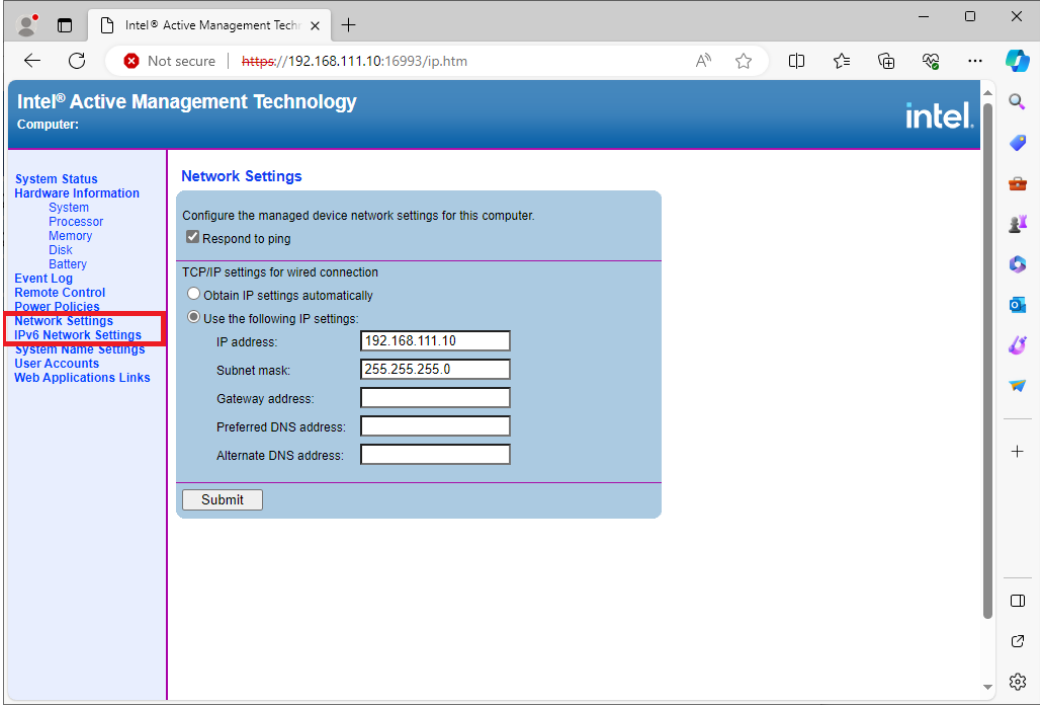 Intel® Active Management Tech
Not secure | https://192.168.111.10:16993/ip.htm
Intel® Active Management Technology
Computer:
intel.
System Status
Hardware Information
System
Processor
Memory
Disk
Battery
Event Log
Remote Control
Power Policies
Network Settings
IPv6 Network Settings
System Name Settings
User Accounts
Web Applications Links
Network Settings
Configure the managed device network settings for this computer.
Respond to ping
TCP/IP settings for wired connection
Obtain IP settings automatically
Use the following IP settings:
IP address: 192.168.111.10
Subnet mask: 255.255.255.0
Gateway address:
Preferred DNS address:
Alternate DNS address:
Submit